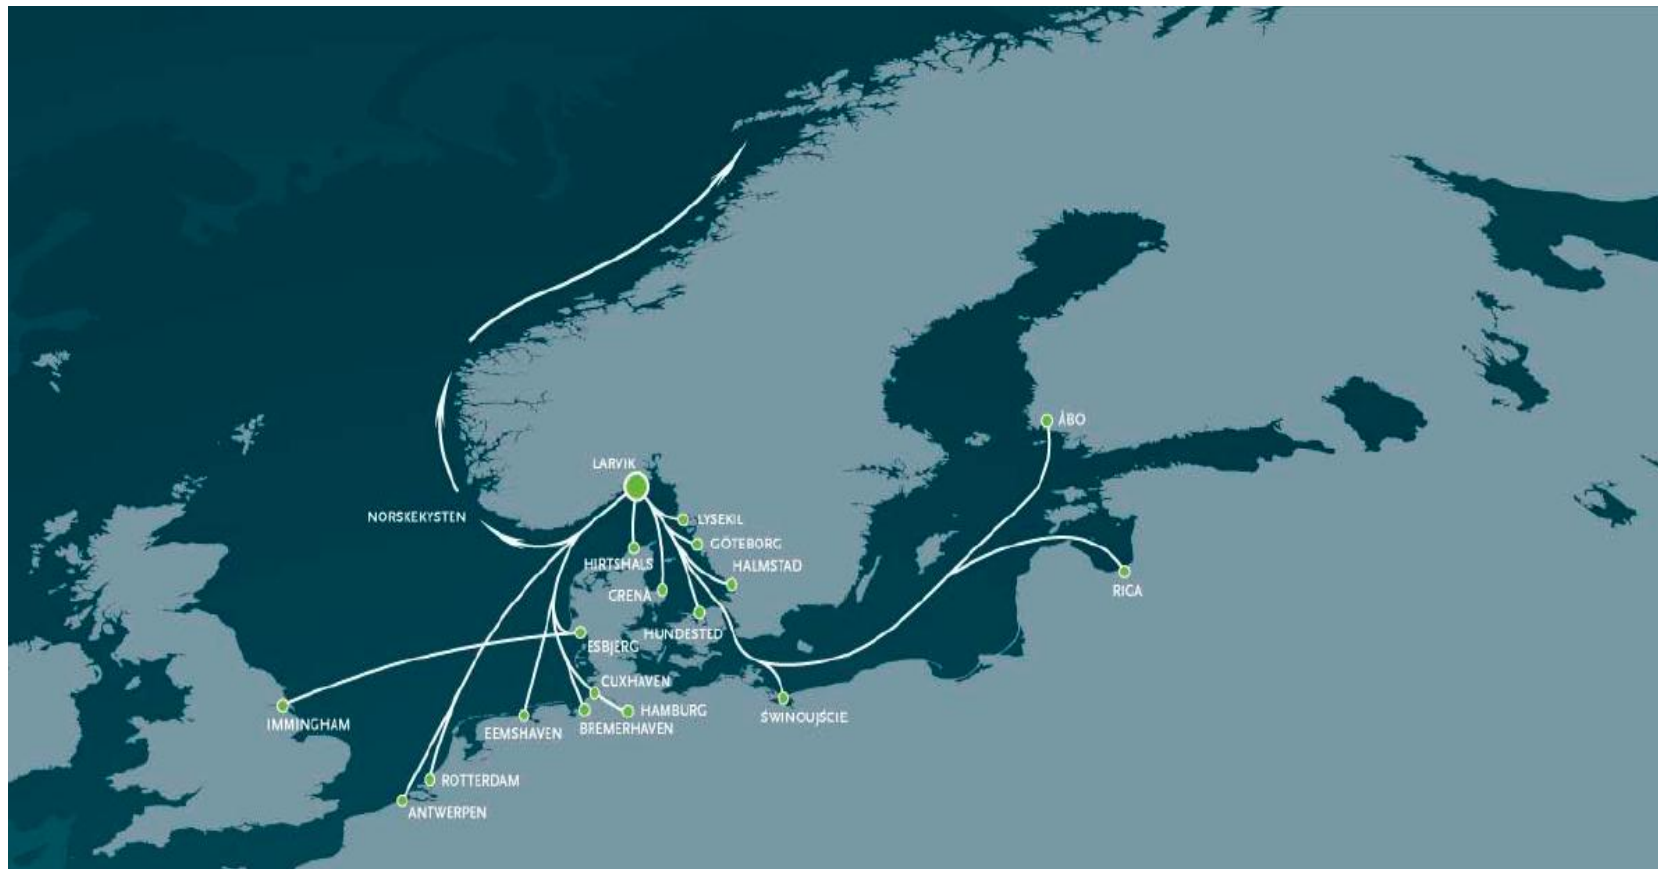 ÅBO
LARVIK
NORSKEKYSTEN
LYSEKIL
GÖTEBORG
HIRTSHALS
HALMSTAD
GRENÅ
RIGA
HUNDESTED
ESBJERG
CUXHAVEN
HAMBURG
IMMINGHAM
EEMSHAVEN
BREMERHAVEN
ŚWINOUJŚCIE
ROTTERDAM
ANTWERPEN